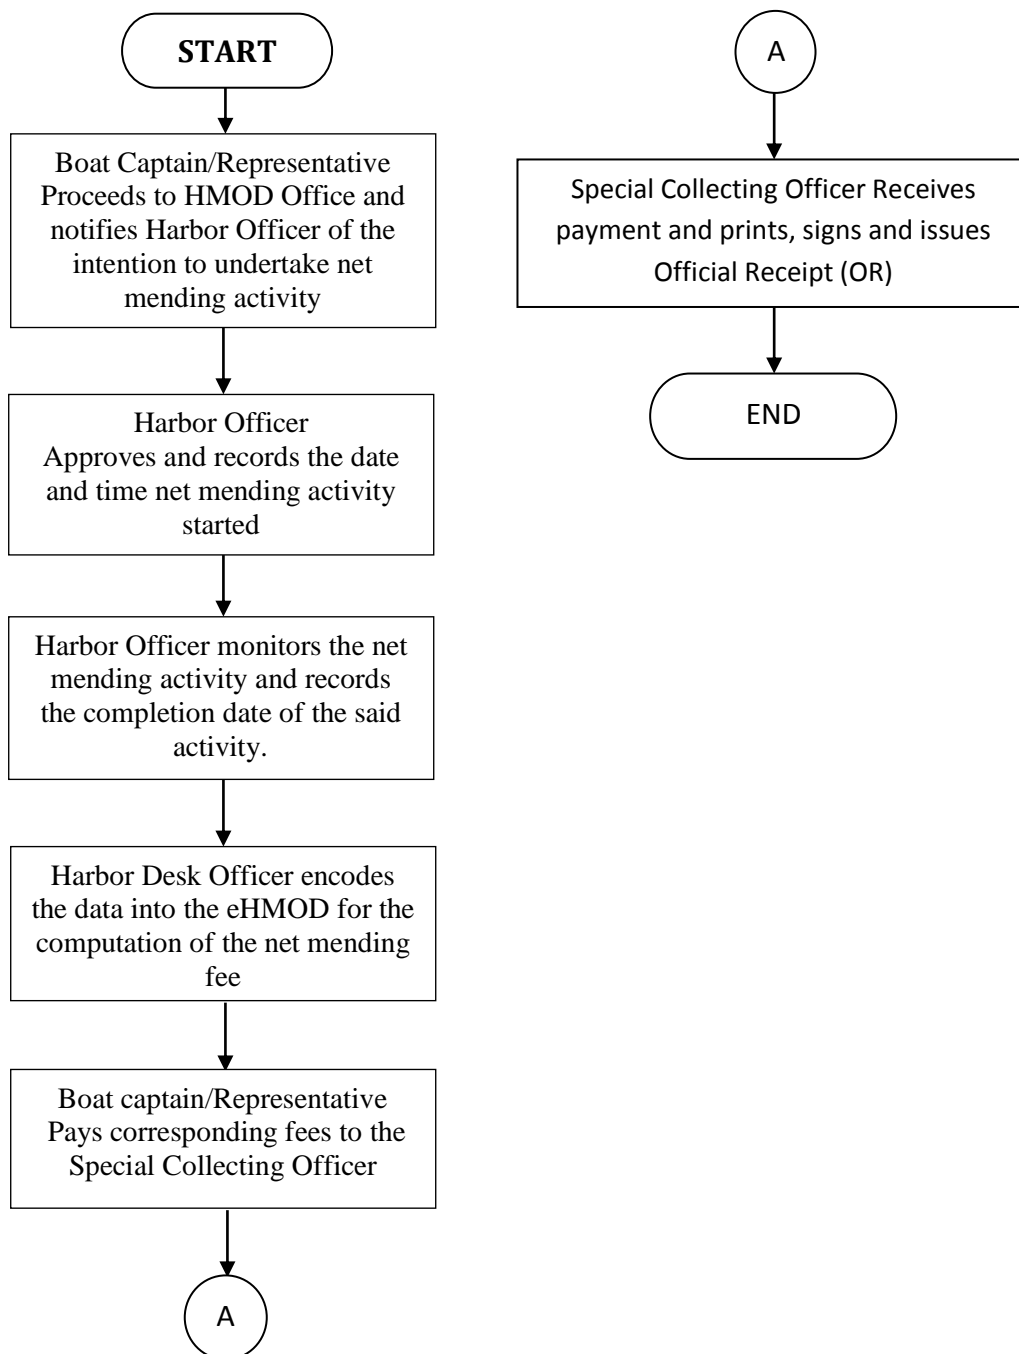 START
Boat Captain/Representative
Proceeds to HMOD Office and
notifies Harbor Officer of the
intention to undertake net
mending activity
Harbor Officer
Approves and records the date
and time net mending activity
started
Harbor Officer monitors the net
mending activity and records
the completion date of the said
activity.
Harbor Desk Officer encodes
the data into the eHMOD for the
computation of the net mending
fee
Boat captain/Representative
Pays corresponding fees to the
Special Collecting Officer
A
A
Special Collecting Officer Receives
payment and prints, signs and issues
Official Receipt (OR)
END